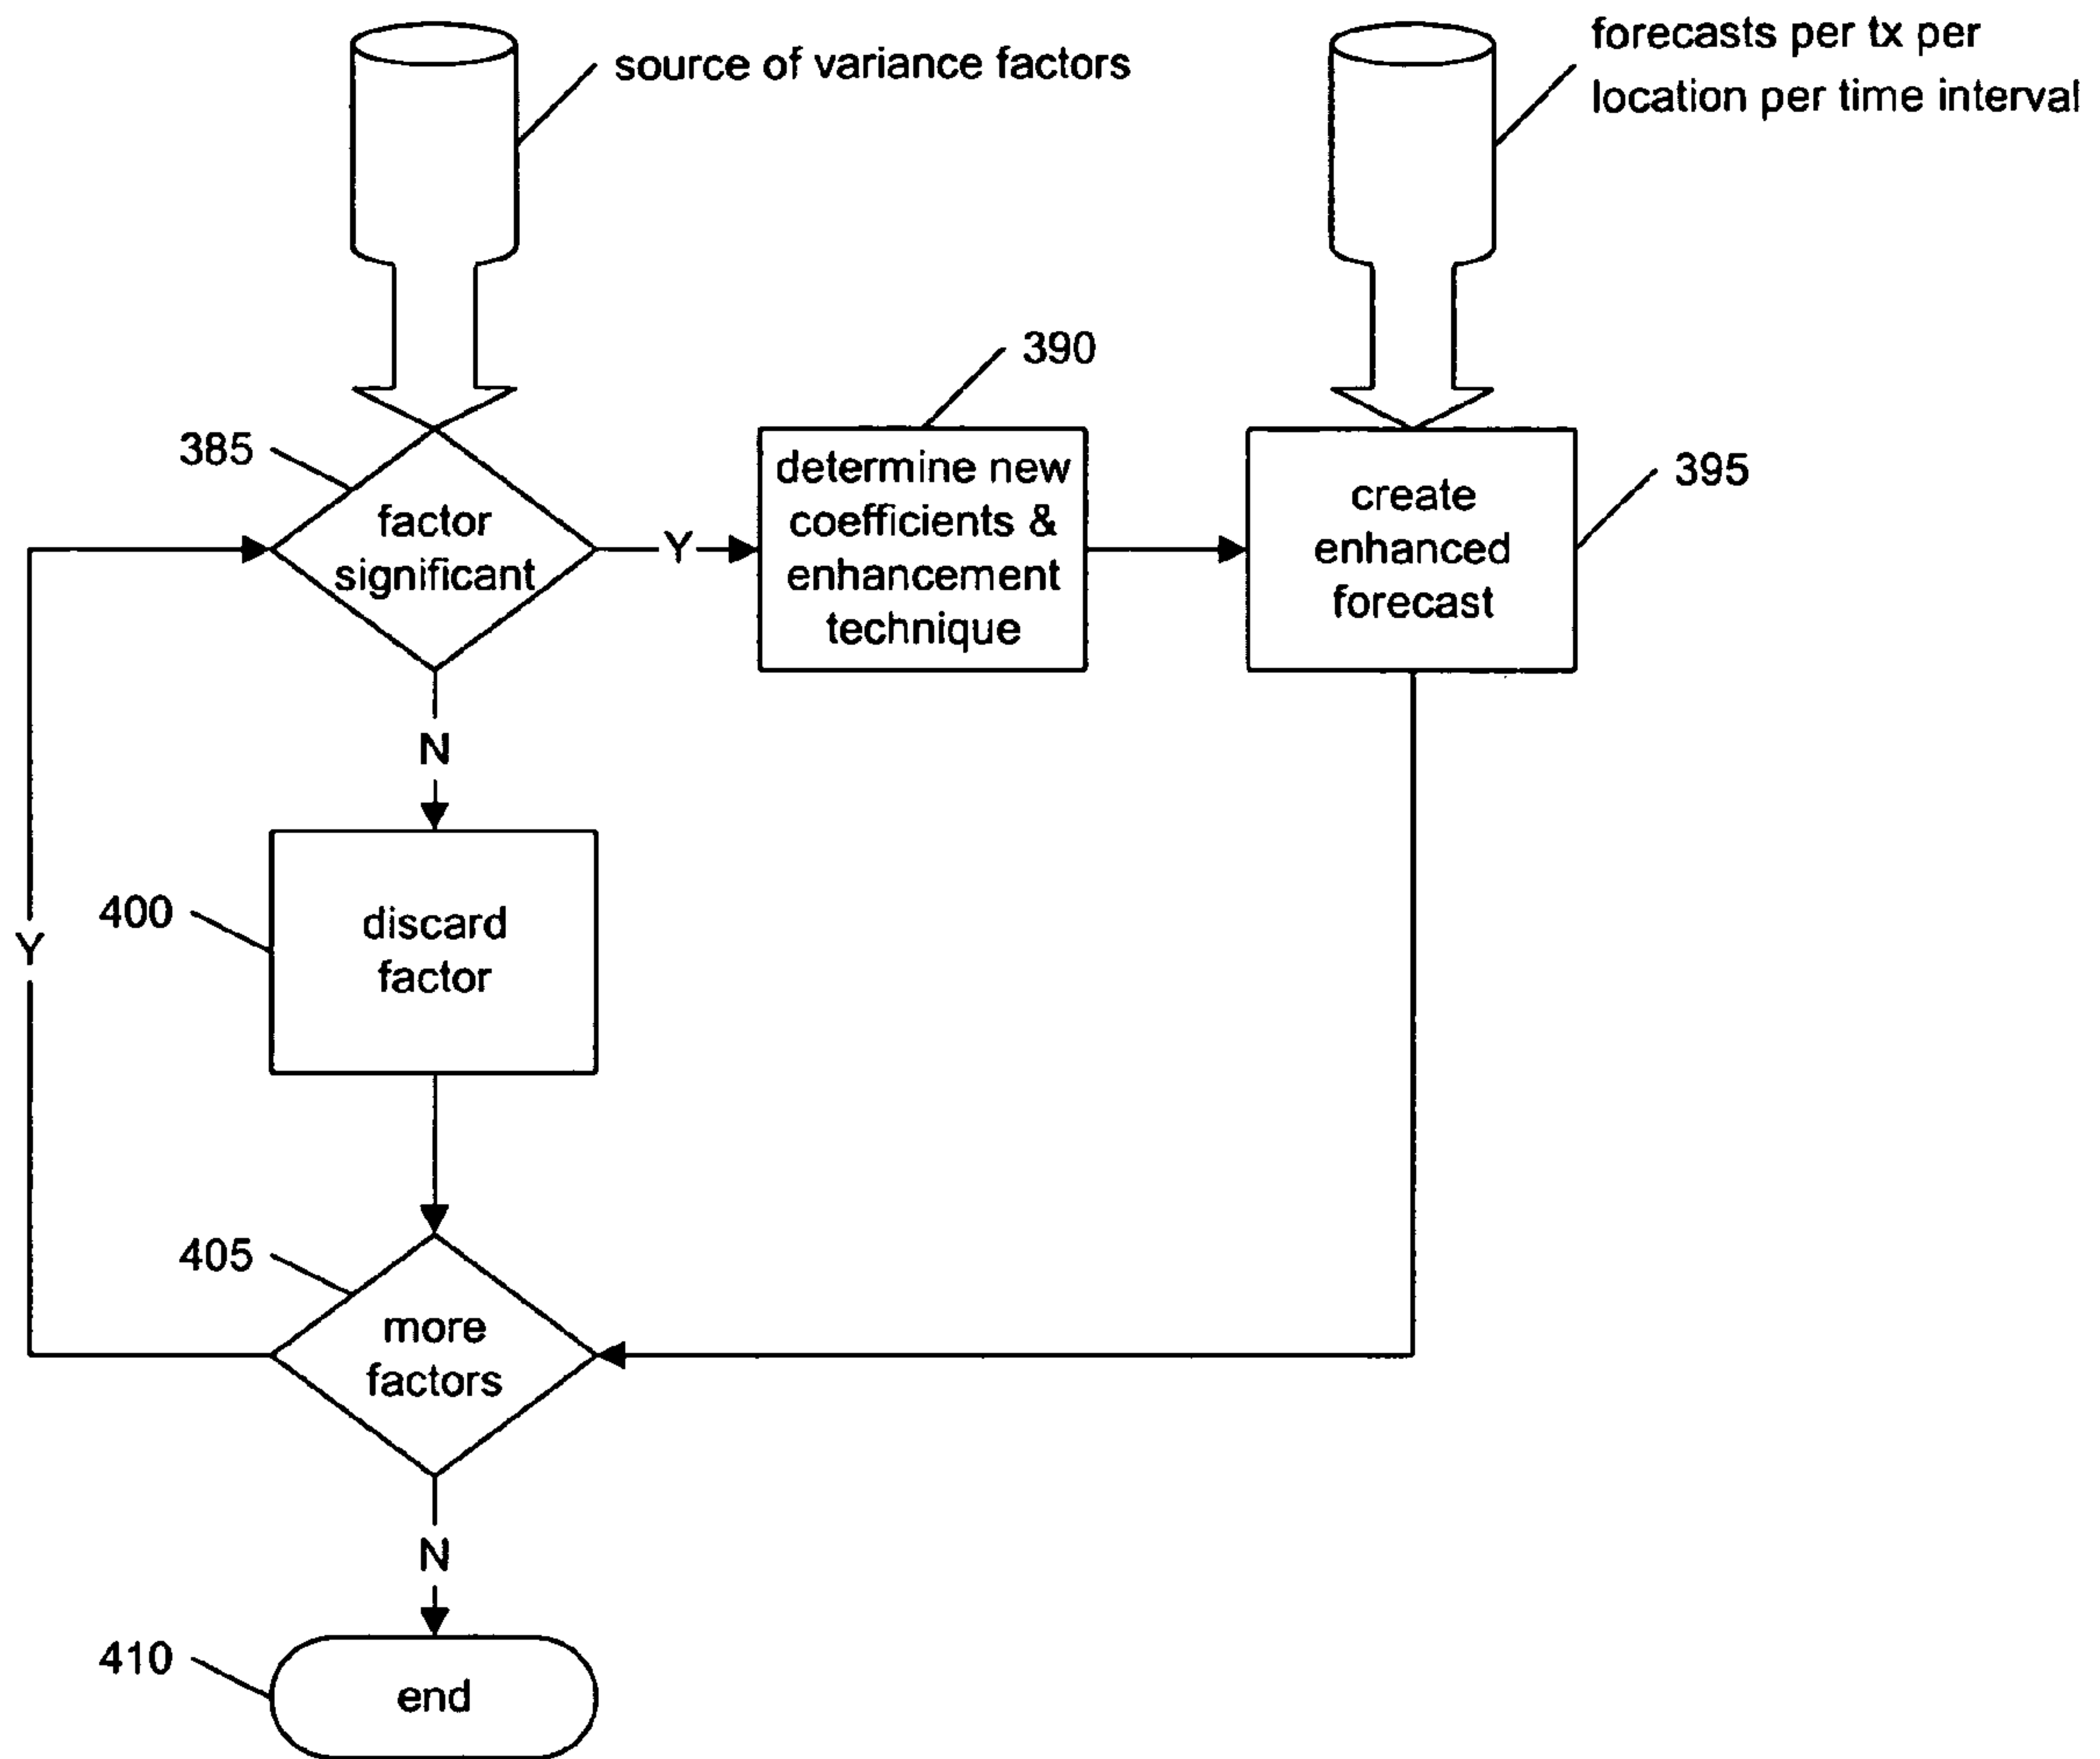 source of variance factors
forecasts per tx per
location per time interval
390
385
factor
significant
Y
determine new
coefficients &
enhancement
technique
create
enhanced
forecast
395
N
400
discard
factor
Y
405
more
factors
N
410
end